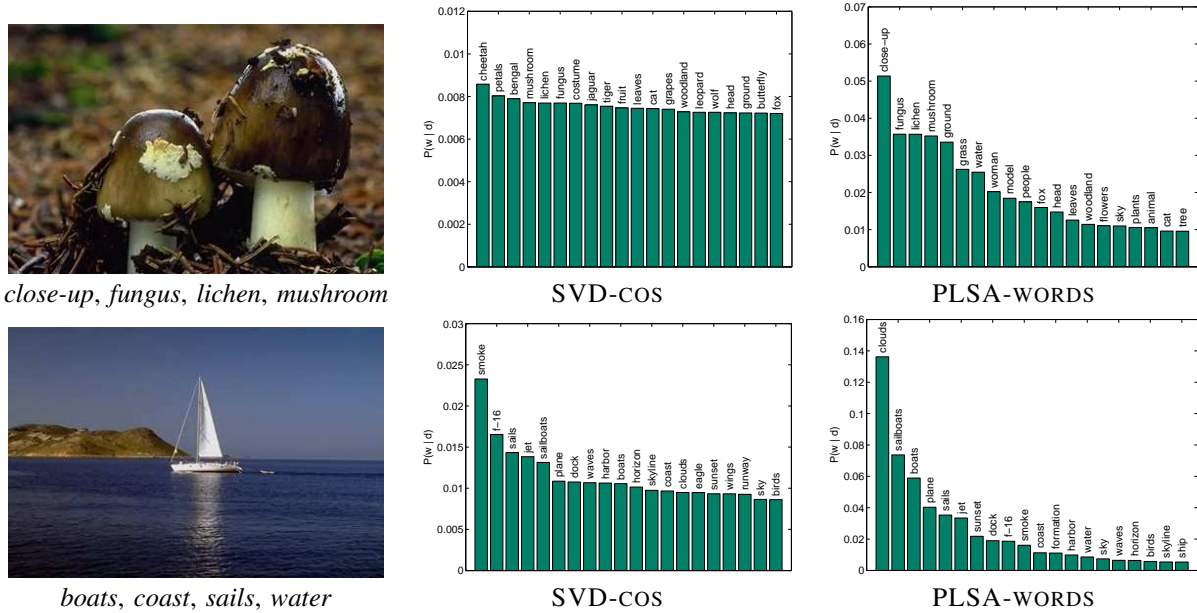 0.012
0.01
0.008
0.006
0.004
0.002
0
P(w | d)
cheetah
petals
bengal
mushroom
lichen
fungus
costume
jaguar
tiger
fruit
leaves
cat
grapes
woodland
leopard
wolf
head
ground
butterfly
fox
0.07
0.06
0.05
0.04
0.03
0.02
0.01
0
P(w | d)
close-up
fungus
lichen
mushroom
ground
grass
water
woman
model
people
fox
head
leaves
woodland
flowers
sky
plants
animal
cat
tree
close-up, fungus, lichen, mushroom
SVD-COS
PLSA-WORDS
0.03
0.025
0.02
0.015
0.01
0.005
0
P(w | d)
smoke
f-16
sails
jet
sailboats
plane
dock
waves
harbor
boats
horizon
skyline
coast
clouds
eagle
sunset
wings
runway
sky
birds
0.16
0.14
0.12
0.1
0.08
0.06
0.04
0.02
0
P(w | d)
clouds
sailboats
boats
plane
sails
jet
sunset
dock
f-16
smoke
coast
formation
harbor
water
sky
waves
horizon
birds
skyline
ship
boats, coast, sails, water
SVD-COS
PLSA-WORDS